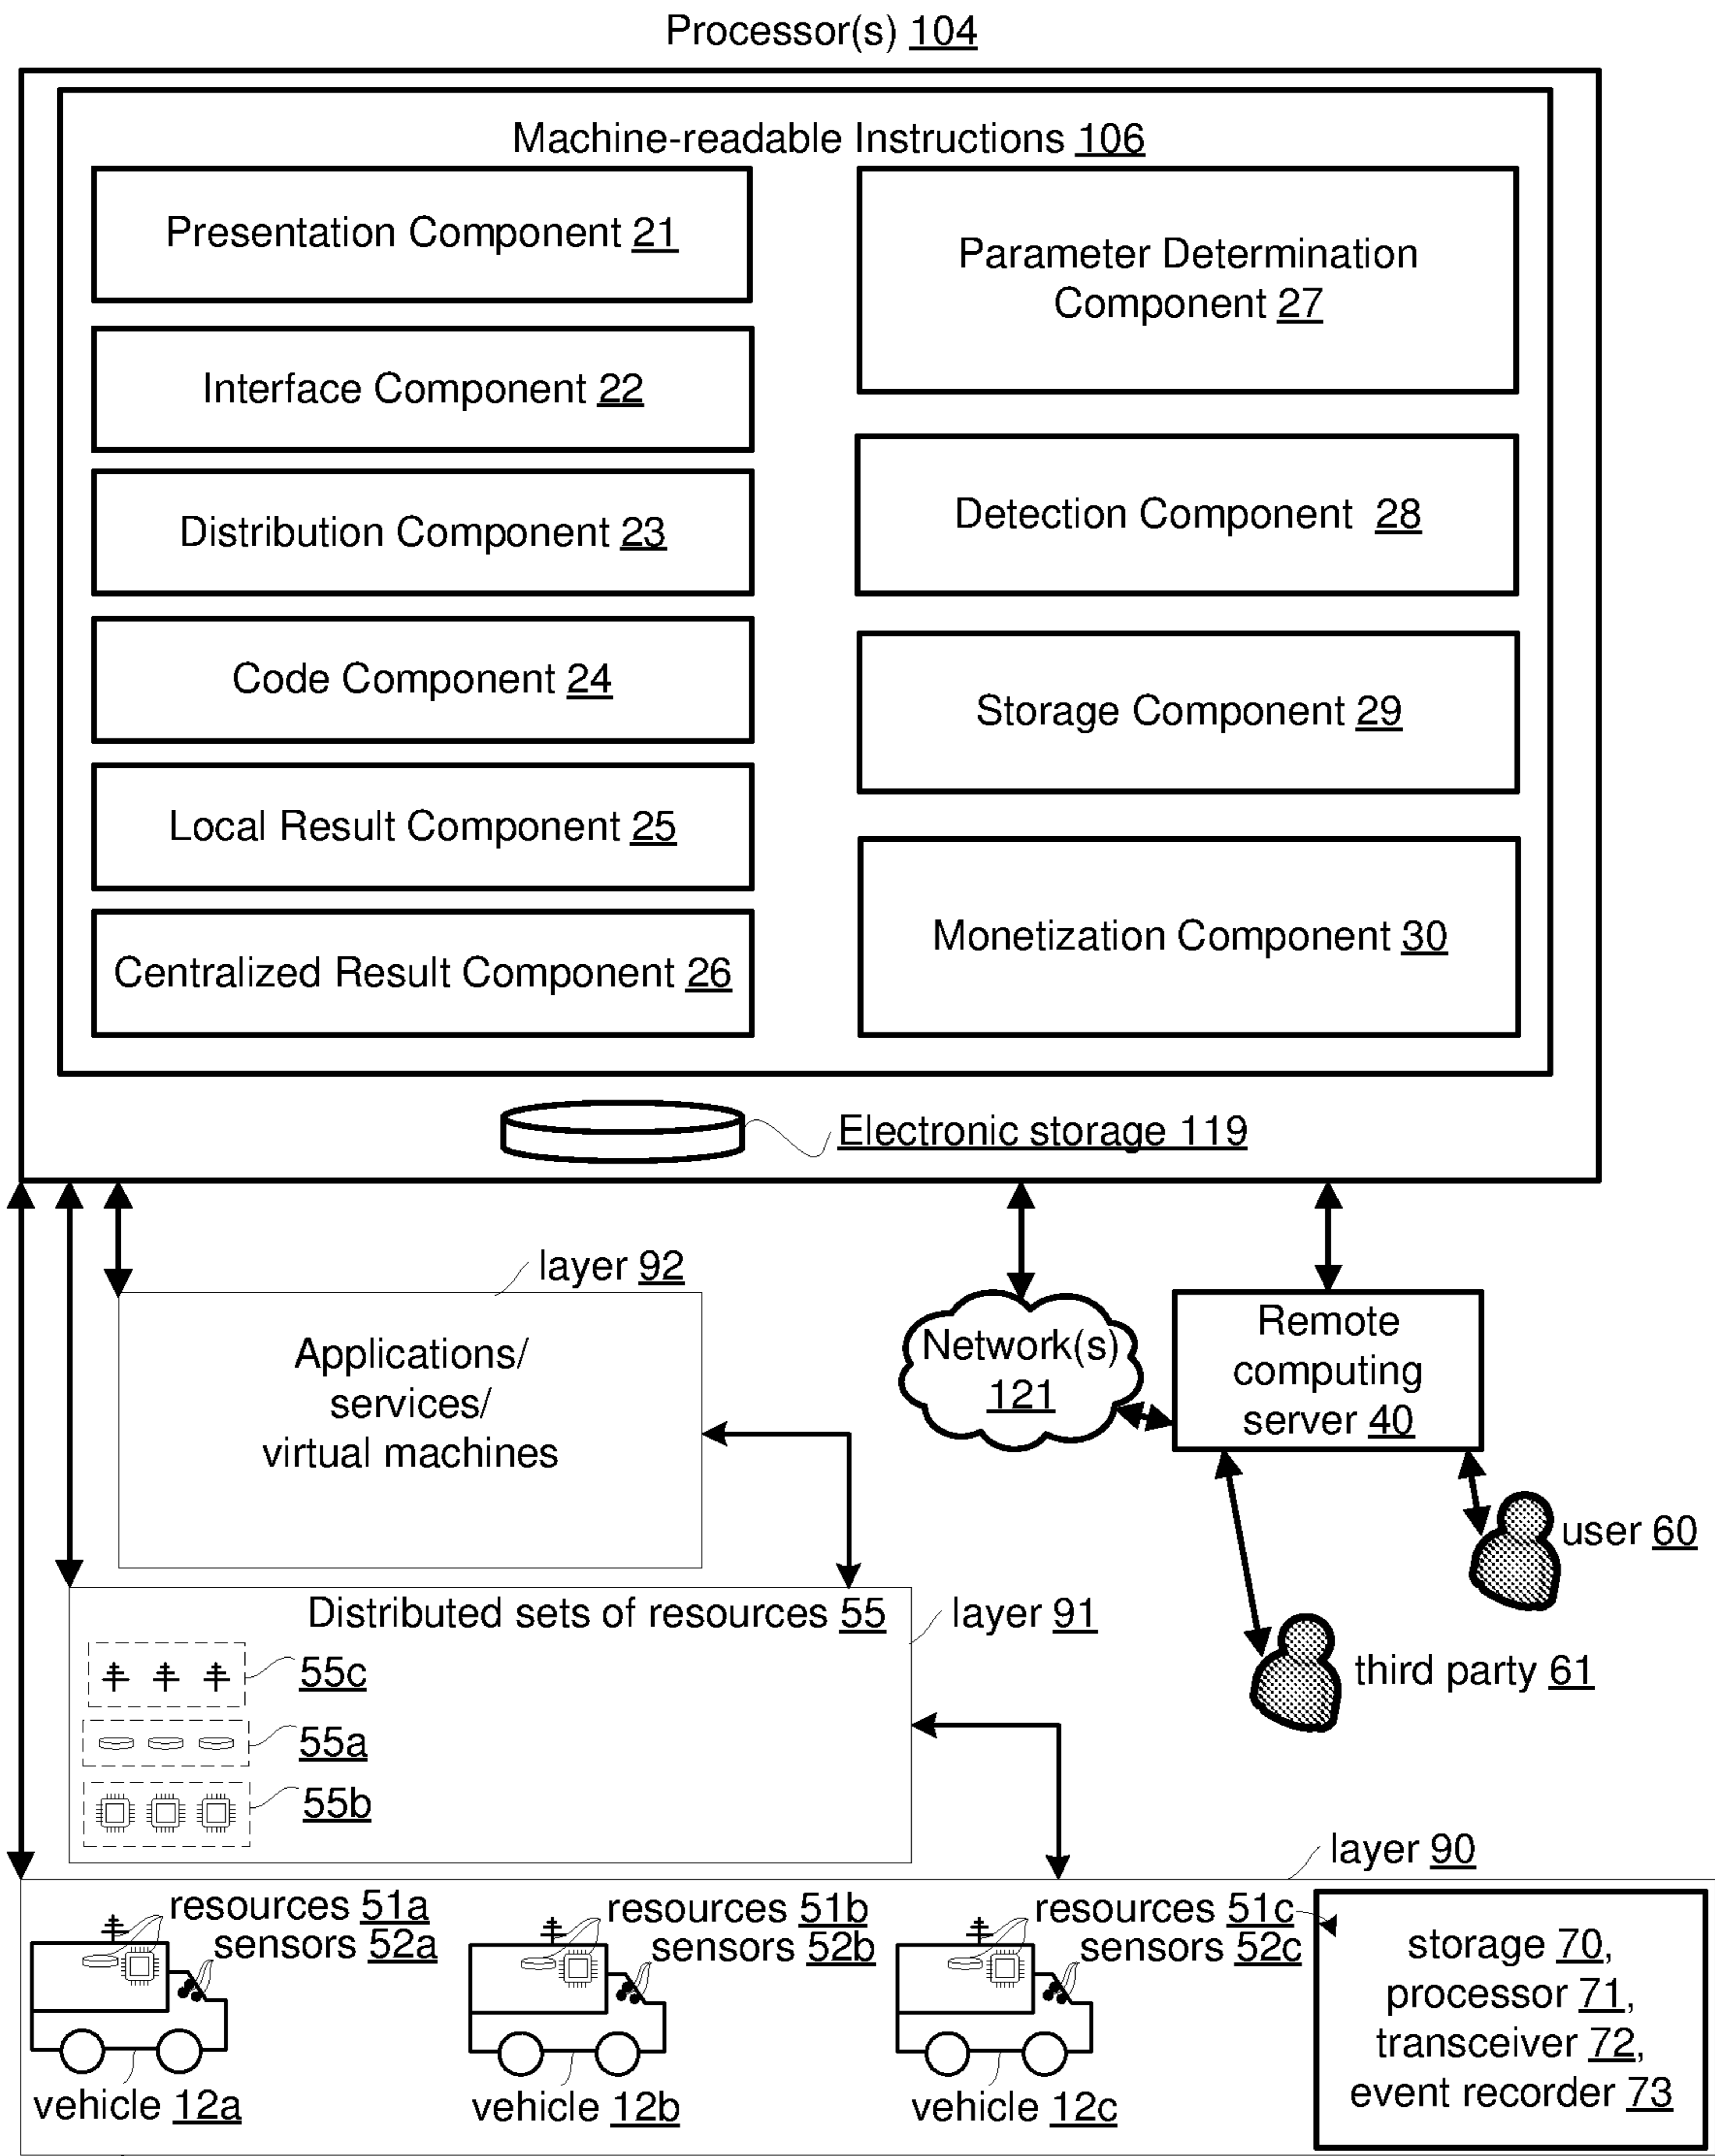 Processor(s) 104
Machine-readable Instructions 106
Presentation Component 21
Interface Component 22
Distribution Component 23
Code Component 24
Local Result Component 25
Centralized Result Component 26
Parameter Determination
Component 27
Detection Component 28
Storage Component 29
Monetization Component 30
Electronic storage 119
layer 92
Applications/
services/
virtual machines
Network(s)
121
Remote
computing
server 40
user 60
third party 61
Distributed sets of resources 55
layer 91
55c
55a
55b
layer 90
resources 51a
sensors 52a
vehicle 12a
resources 51b
sensors 52b
vehicle 12b
resources 51c
sensors 52c
vehicle 12c
storage 70,
processor 71,
transceiver 72,
event recorder 73